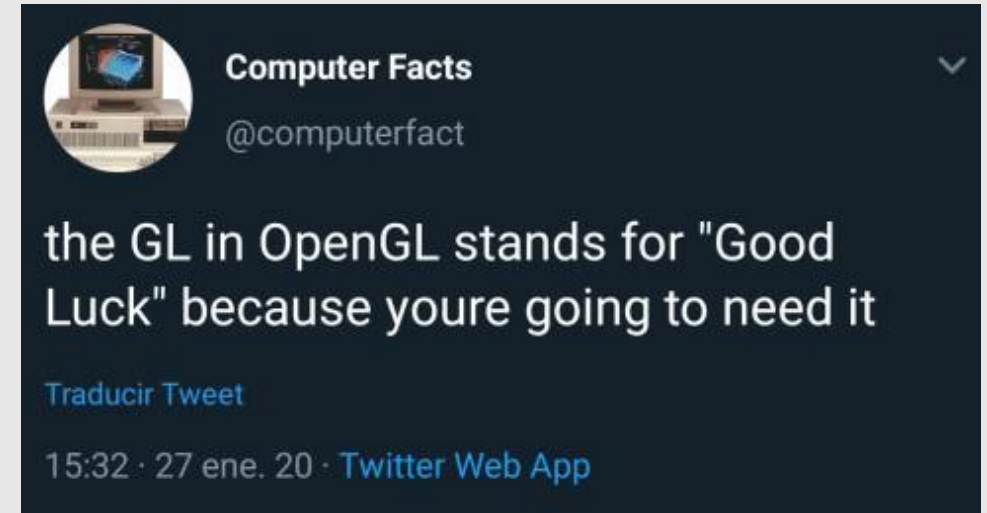 Computer Facts
@computerfact
the GL in OpenGL stands for "Good
Luck" because youre going to need it
Traducir Tweet
15:32 · 27 ene. 20 · Twitter Web App